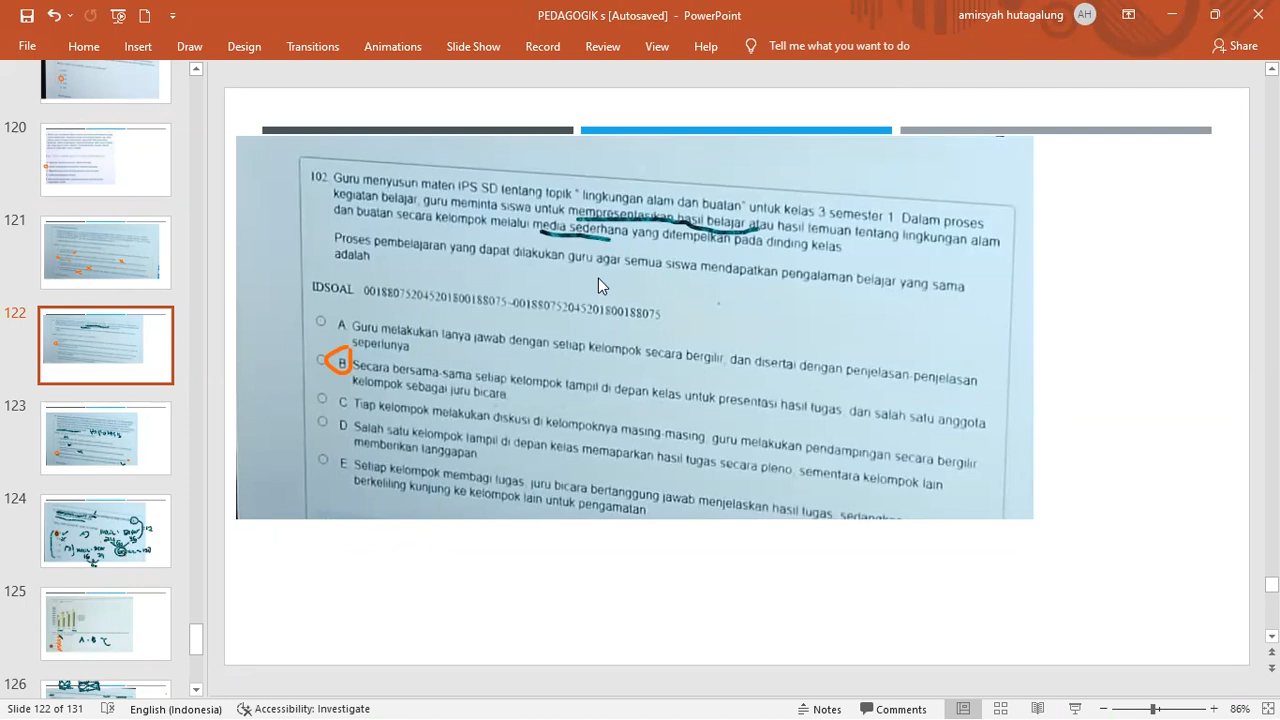 PEDAGOGIK s [Autosaved] - PowerPoint
amirsyah hutagalung
AH
File Home Insert Draw Design Transitions Animations Slide Show Record Review View Help Tell me what you want to do Share
120
121
122
123
124
125
126
102. Guru menyusun materi IPS SD tentang topik " lingkungan alam dan buatan" untuk kelas 3 semester 1. Dalam proses
kegiatan belajar, guru meminta siswa untuk mempresentasikan hasil belajar atau hasil temuan tentang lingkungan alam
dan buatan secara kelompok melalui media sederhana yang ditempelkan pada dinding kelas
Proses pembelajaran yang dapat dilakukan guru agar semua siswa mendapatkan pengalaman belajar yang sama
adalah
IDSOAL 001880752045201800188075-001880752045201800188075
A. Guru melakukan tanya jawab dengan setiap kelompok secara bergilir, dan disertai dengan penjelasan-penjelasan
seperlunya
B Secara bersama-sama setiap kelompok tampil di depan kelas untuk presentasi hasil tugas, dan salah satu anggota
kelompok sebagai juru bicara
C Tiap kelompok melakukan diskusi di kelompoknya masing-masing, guru melakukan pendampingan secara bergilir
D Salah satu kelompok tampil di depan kelas memaparkan hasil tugas secara pleno, sementara kelompok lain
memberikan tanggapan
E Setiap kelompok membagi tugas, juru bicara bertanggung jawab menjelaskan hasil tugas, sedangkan
berkeliling kunjung ke kelompok lain untuk pengamatan
Slide 122 of 131 English (Indonesia) Accessibility: Investigate Notes Comments 86%